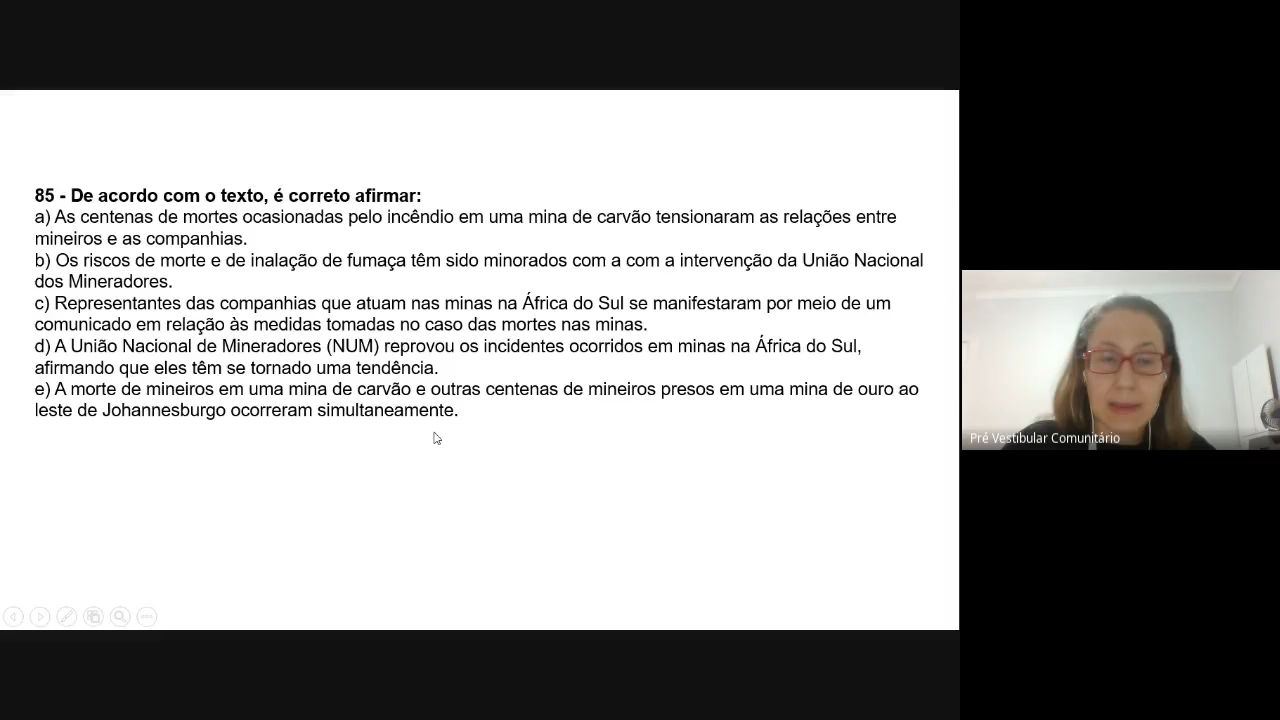 85 - De acordo com o texto, é correto afirmar:
a) As centenas de mortes ocasionadas pelo incêndio em uma mina de carvão tensionaram as relações entre
mineiros e as companhias.
b) Os riscos de morte e de inalação de fumaça têm sido minorados com a com a intervenção da União Nacional
dos Mineradores.
c) Representantes das companhias que atuam nas minas na África do Sul se manifestaram por meio de um
comunicado em relação às medidas tomadas no caso das mortes nas minas.
d) A União Nacional de Mineradores (NUM) reprovou os incidentes ocorridos em minas na África do Sul,
afirmando que eles têm se tornado uma tendência.
e) A morte de mineiros em uma mina de carvão e outras centenas de mineiros presos em uma mina de ouro ao
leste de Johannesburgo ocorreram simultaneamente.
Pré Vestibular Comunitário